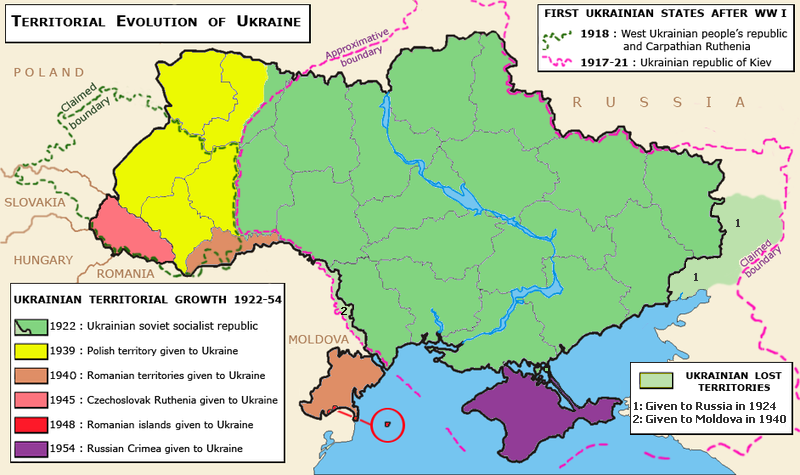 Territorial Evolution of Ukraine
FIRST UKRAINIAN STATES AFTER WW I
1918 : West Ukrainian people's republic
and Carpathian Ruthenia
1917-21 : Ukrainian republic of Kiev
Approximative
boundary
POLAND
Claimed
boundary
RUSSIA
SLOVAKIA
HUNGARY
ROMANIA
1
1
Claimed
boundary
2
MOLDOVA
UKRAINIAN TERRITORIAL GROWTH 1922-54
1922 : Ukrainian soviet socialist republic
1939 : Polish territory given to Ukraine
1940 : Romanian territories given to Ukraine
1945 : Czechoslovak Ruthenia given to Ukraine
1948 : Romanian islands given to Ukraine
1954 : Russian Crimea given to Ukraine
UKRAINIAN LOST
TERRITORIES
1: Given to Russia in 1924
2: Given to Moldova in 1940